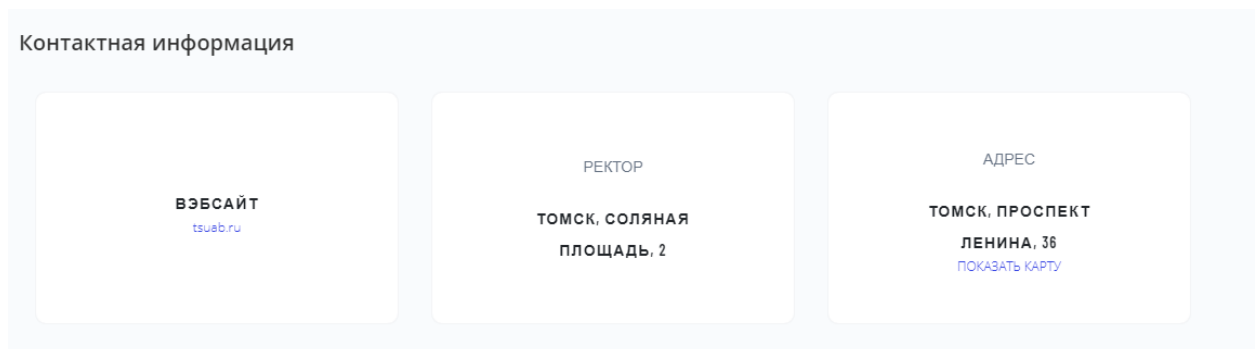 Контактная информация
ВЭБСАЙТ
tsuab.ru
РЕКТОР
ТОМСК, СОЛЯНАЯ
ПЛОЩАДЬ, 2
АДРЕС
ТОМСК, ПРОСПЕКТ
ЛЕНИНА, 36
ПОКАЗАТЬ КАРТУ